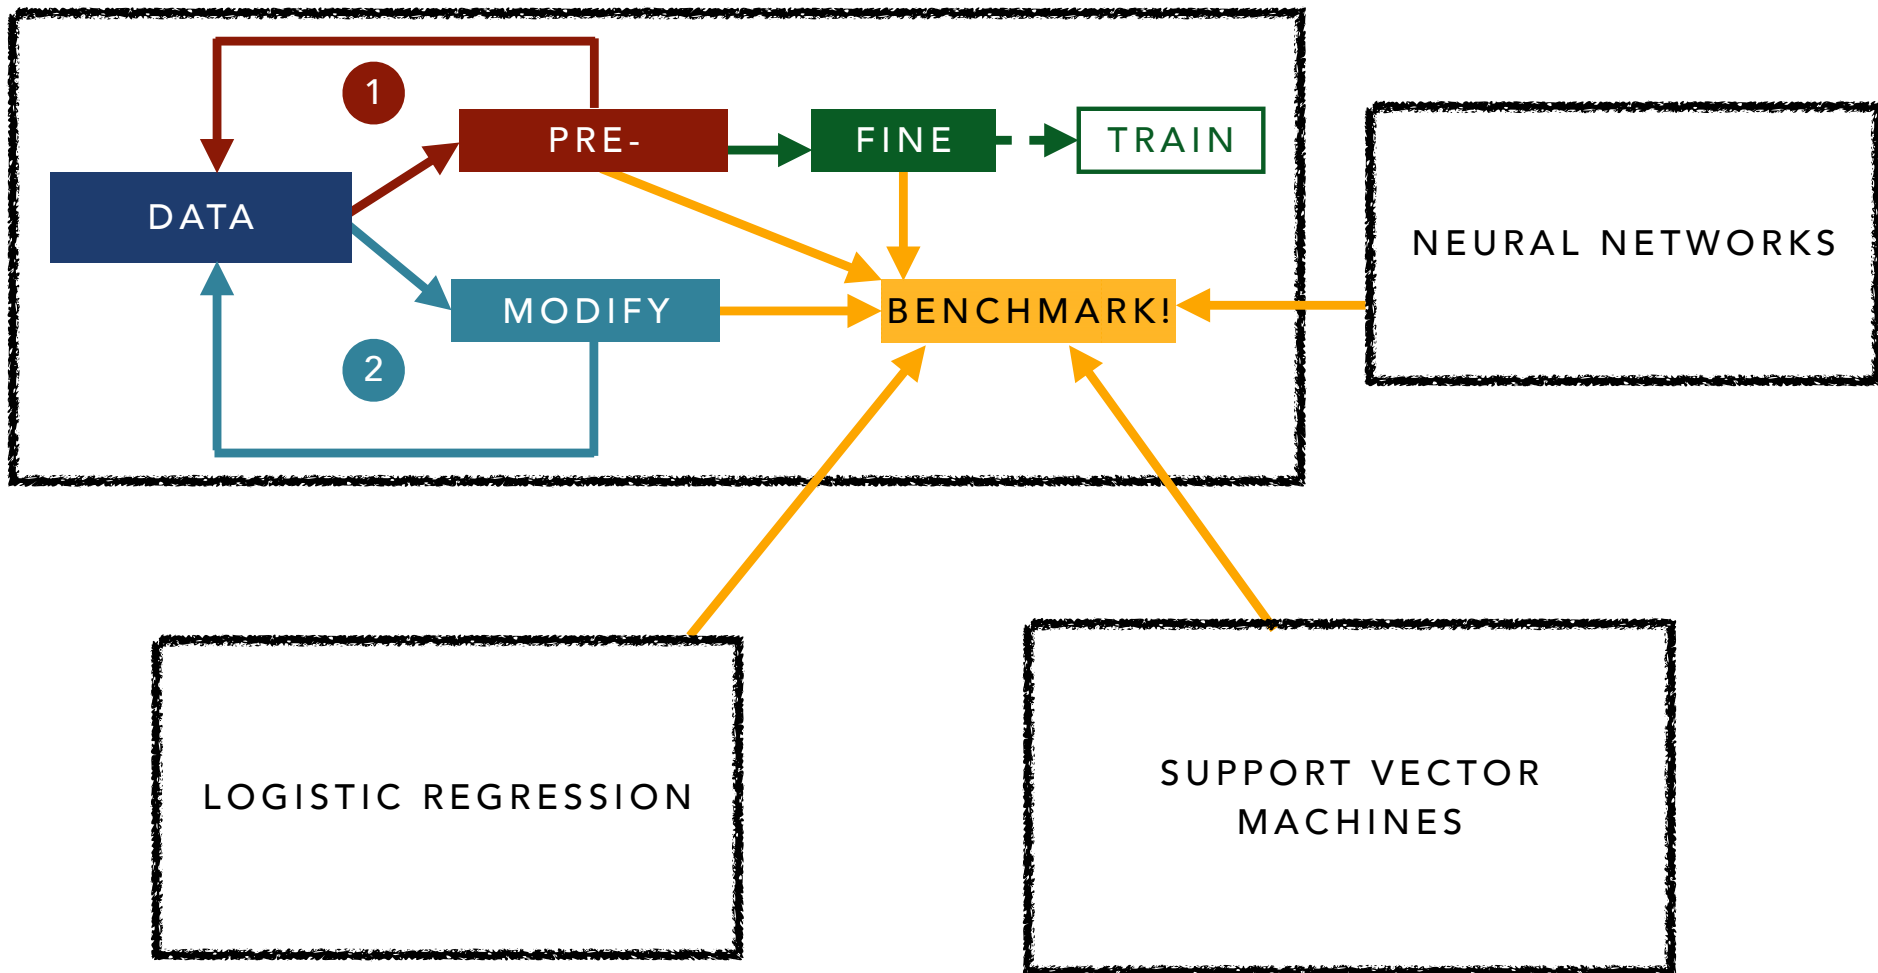 1
PRE-
FINE
TRAIN
DATA
NEURAL NETWORKS
MODIFY
BENCHMARK!
2
LOGISTIC REGRESSION
SUPPORT VECTOR
MACHINES